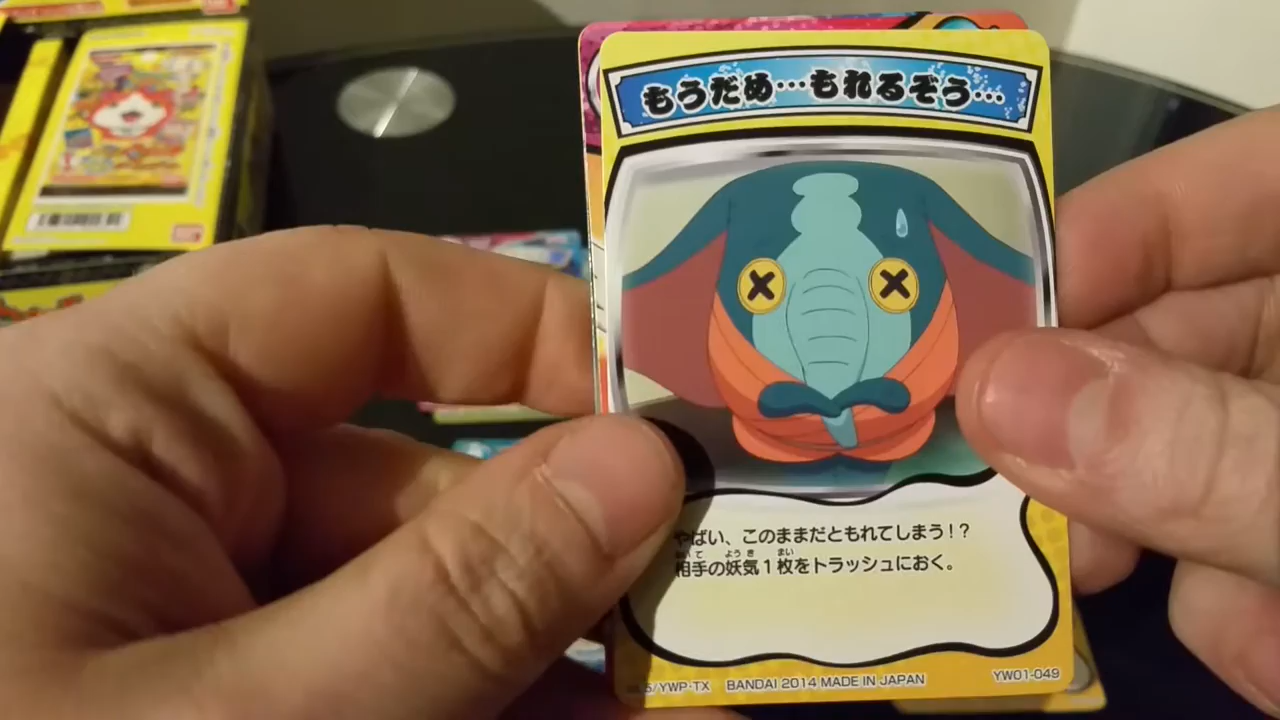 もうだめ…もれるぞう…
やばい、このままだともれてしまう!?
相手の妖気1枚をトラッシュにおく。
/YWP・TX BANDAI 2014 MADE IN JAPAN
YW01-049